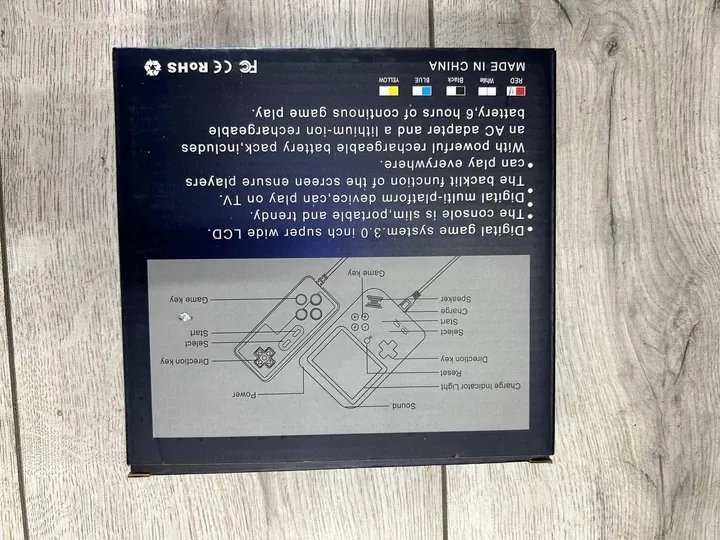 Sound
Charge Indicator Light
Reset
Direction key
Select
Start
Charge
Speaker
Game key
Power
Direction key
Select
Start
Game key
•Digital game system.3.0 inch super wide LCD.
•The console is slim,portable and trendy.
•Digital multi-platform device,can play on TV.
The backlit function of the screen ensure players
•can play everywhere.
With powerful rechargeable battery pack,includes
an AC adapter and a lithium-ion rechargeable
battery,6 hours of continous game play.
RED White Black BLUE YELLOW
MADE IN CHINA FC CE RoHS